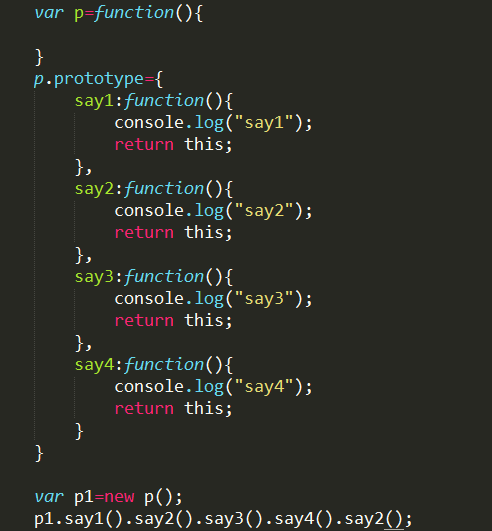 var p=function(){
}
p.prototype={
say1:function(){
console.log("say1");
return this;
},
say2:function(){
console.log("say2");
return this;
},
say3:function(){
console.log("say3");
return this;
},
say4:function(){
console.log("say4");
return this;
}
}
var p1=new p();
p1.say1().say2().say3().say4().say2();